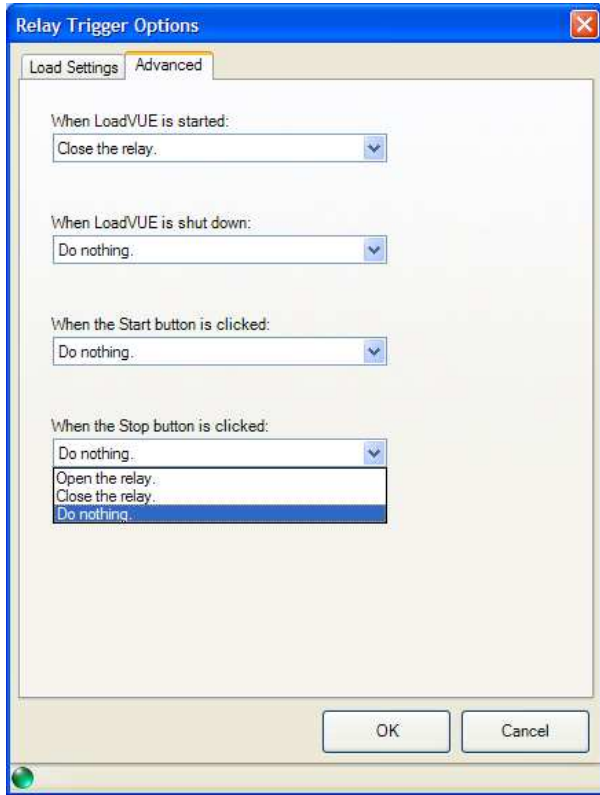 Relay Trigger Options
Load Settings
Advanced
When LoadVUE is started:
Close the relay.
When LoadVUE is shut down:
Do nothing.
When the Start button is clicked:
Do nothing.
When the Stop button is clicked:
Do nothing.
Open the relay.
Close the relay.
Do nothing.
OK
Cancel